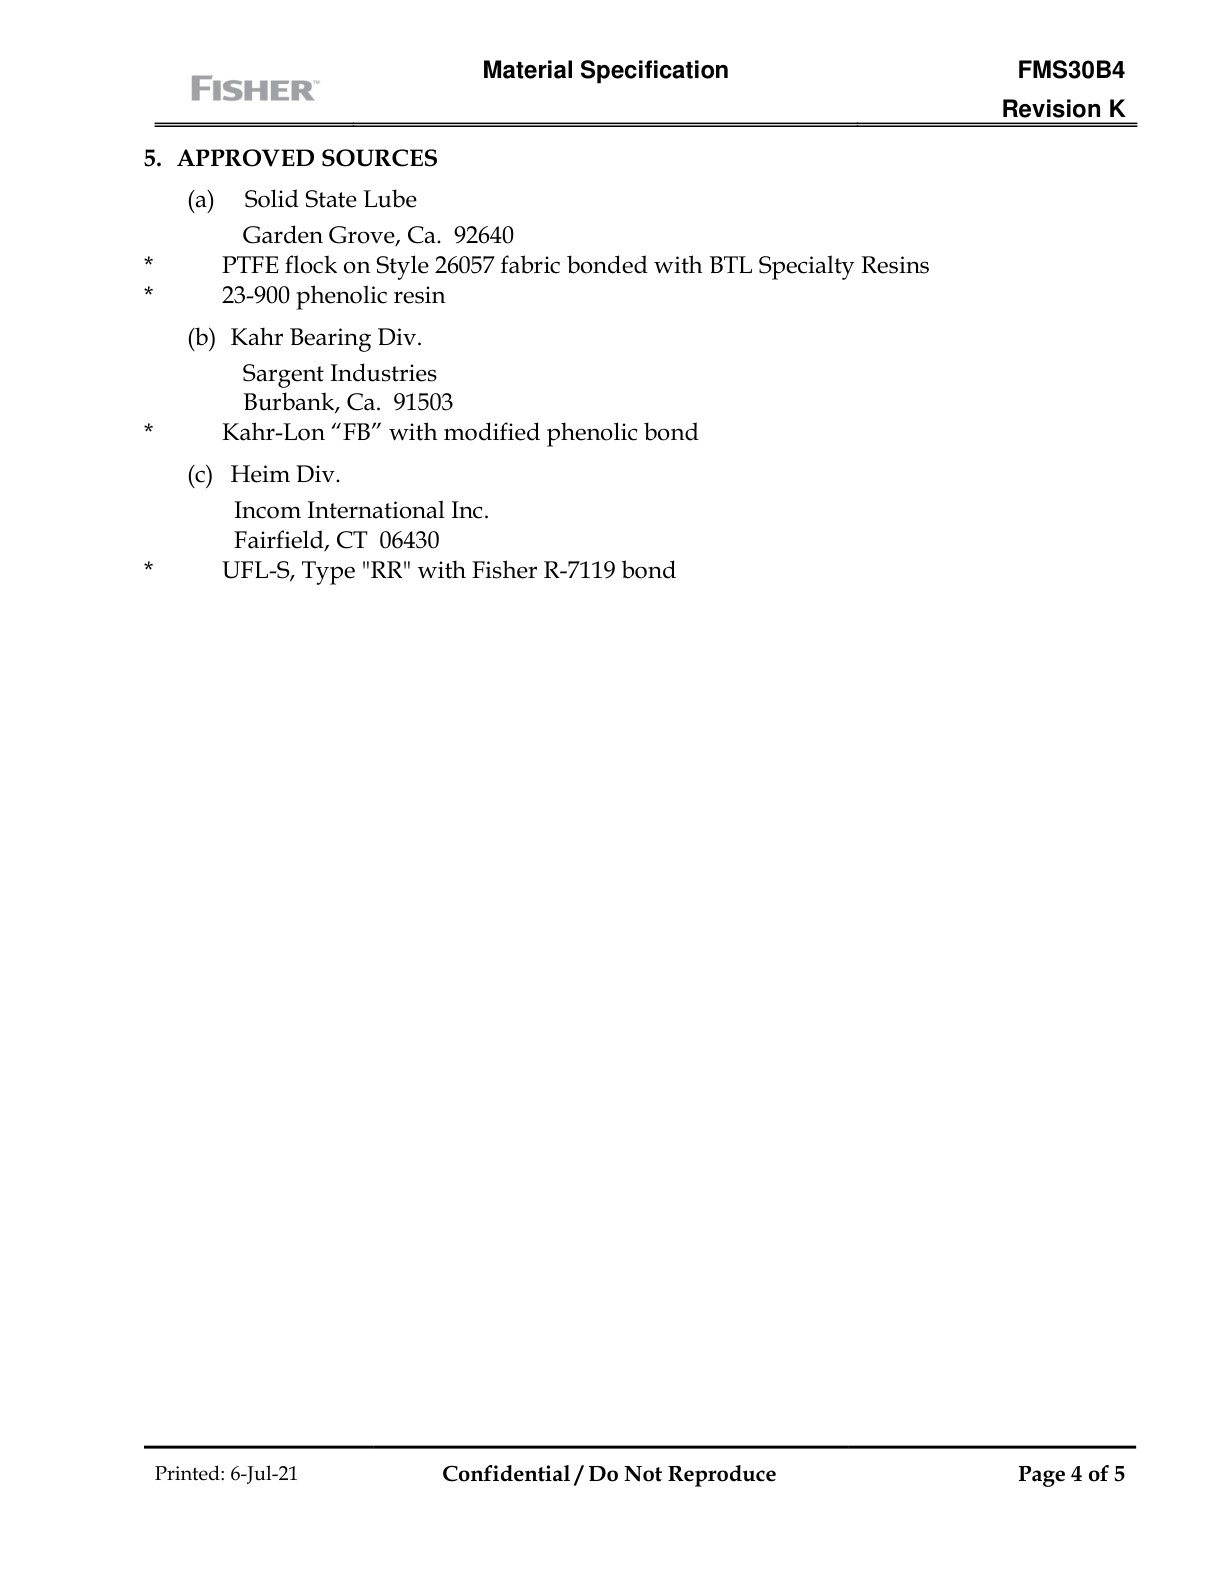 FISHER™
Material Specification
FMS30B4
Revision K
5. APPROVED SOURCES
(a) Solid State Lube
Garden Grove, Ca. 92640
* PTFE flock on Style 26057 fabric bonded with BTL Specialty Resins
* 23-900 phenolic resin
(b) Kahr Bearing Div.
Sargent Industries
Burbank, Ca. 91503
* Kahr-Lon “FB” with modified phenolic bond
(c) Heim Div.
Incom International Inc.
Fairfield, CT 06430
* UFL-S, Type "RR" with Fisher R-7119 bond
Printed: 6-Jul-21 Confidential / Do Not Reproduce Page 4 of 5